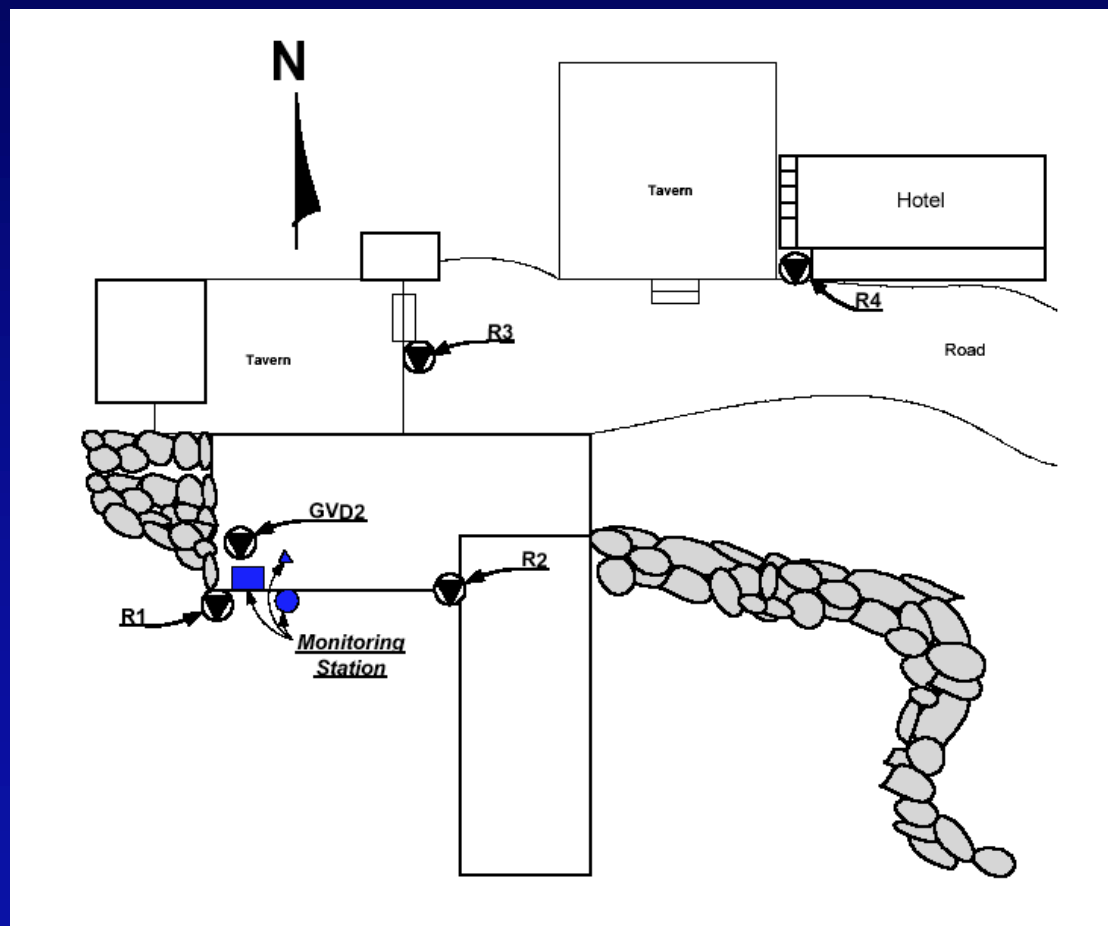 N
Tavern
Hotel
R4
R3
Tavern
Road
GVD2
R2
R1
Monitoring
Station